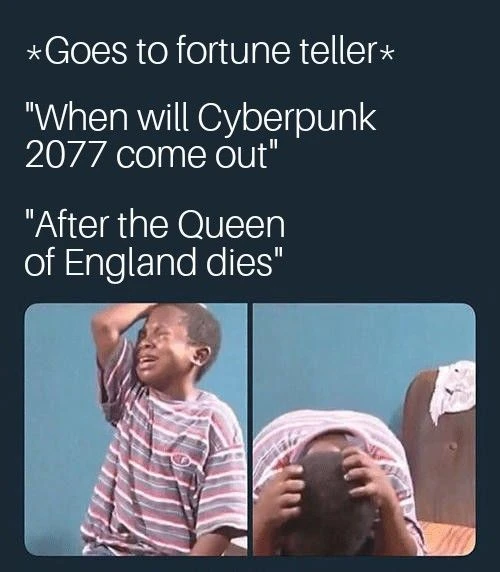 *Goes to fortune teller*
"When will Cyberpunk
2077 come out"
"After the Queen
of England dies"